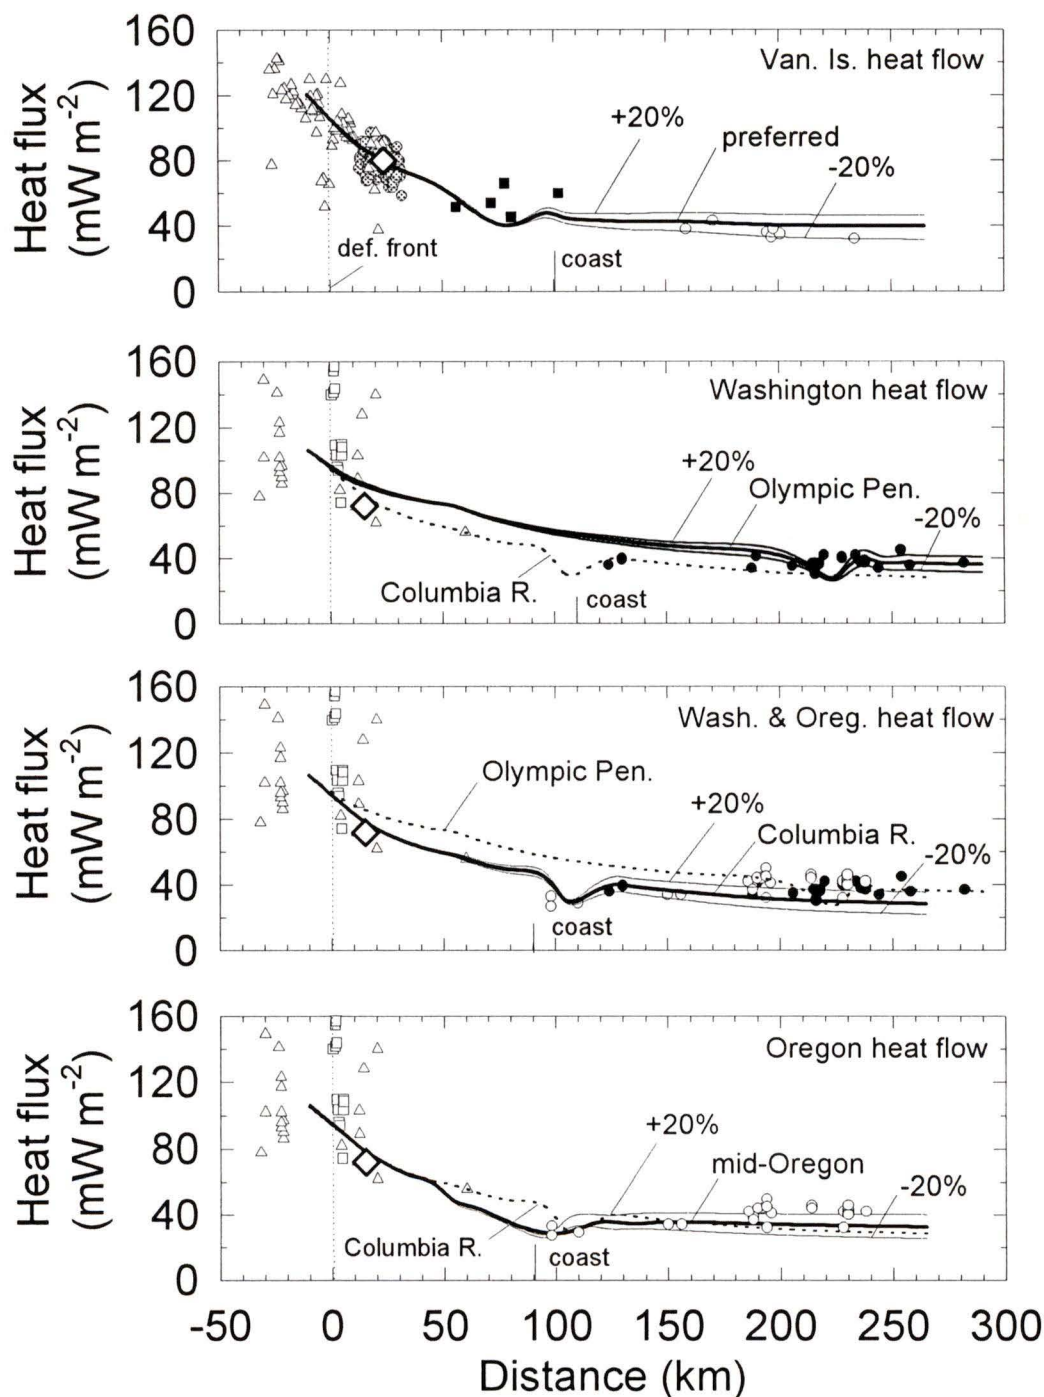 Heat flux
(mW m-2)
160
120
80
40
0
Van. Is. heat flow
+20%
preferred
-20%
def. front
coast
Heat flux
(mW m-2)
160
120
80
40
0
Washington heat flow
+20%
Olympic Pen.
-20%
Columbia R.
coast
Heat flux
(mW m-2)
160
120
80
40
0
Wash. & Oreg. heat flow
Olympic Pen.
+20%
Columbia R.
-20%
coast
Heat flux
(mW m-2)
160
120
80
40
0
Oregon heat flow
+20%
mid-Oregon
-20%
Columbia R.
coast
-50 0 50 100 150 200 250 300
Distance (km)